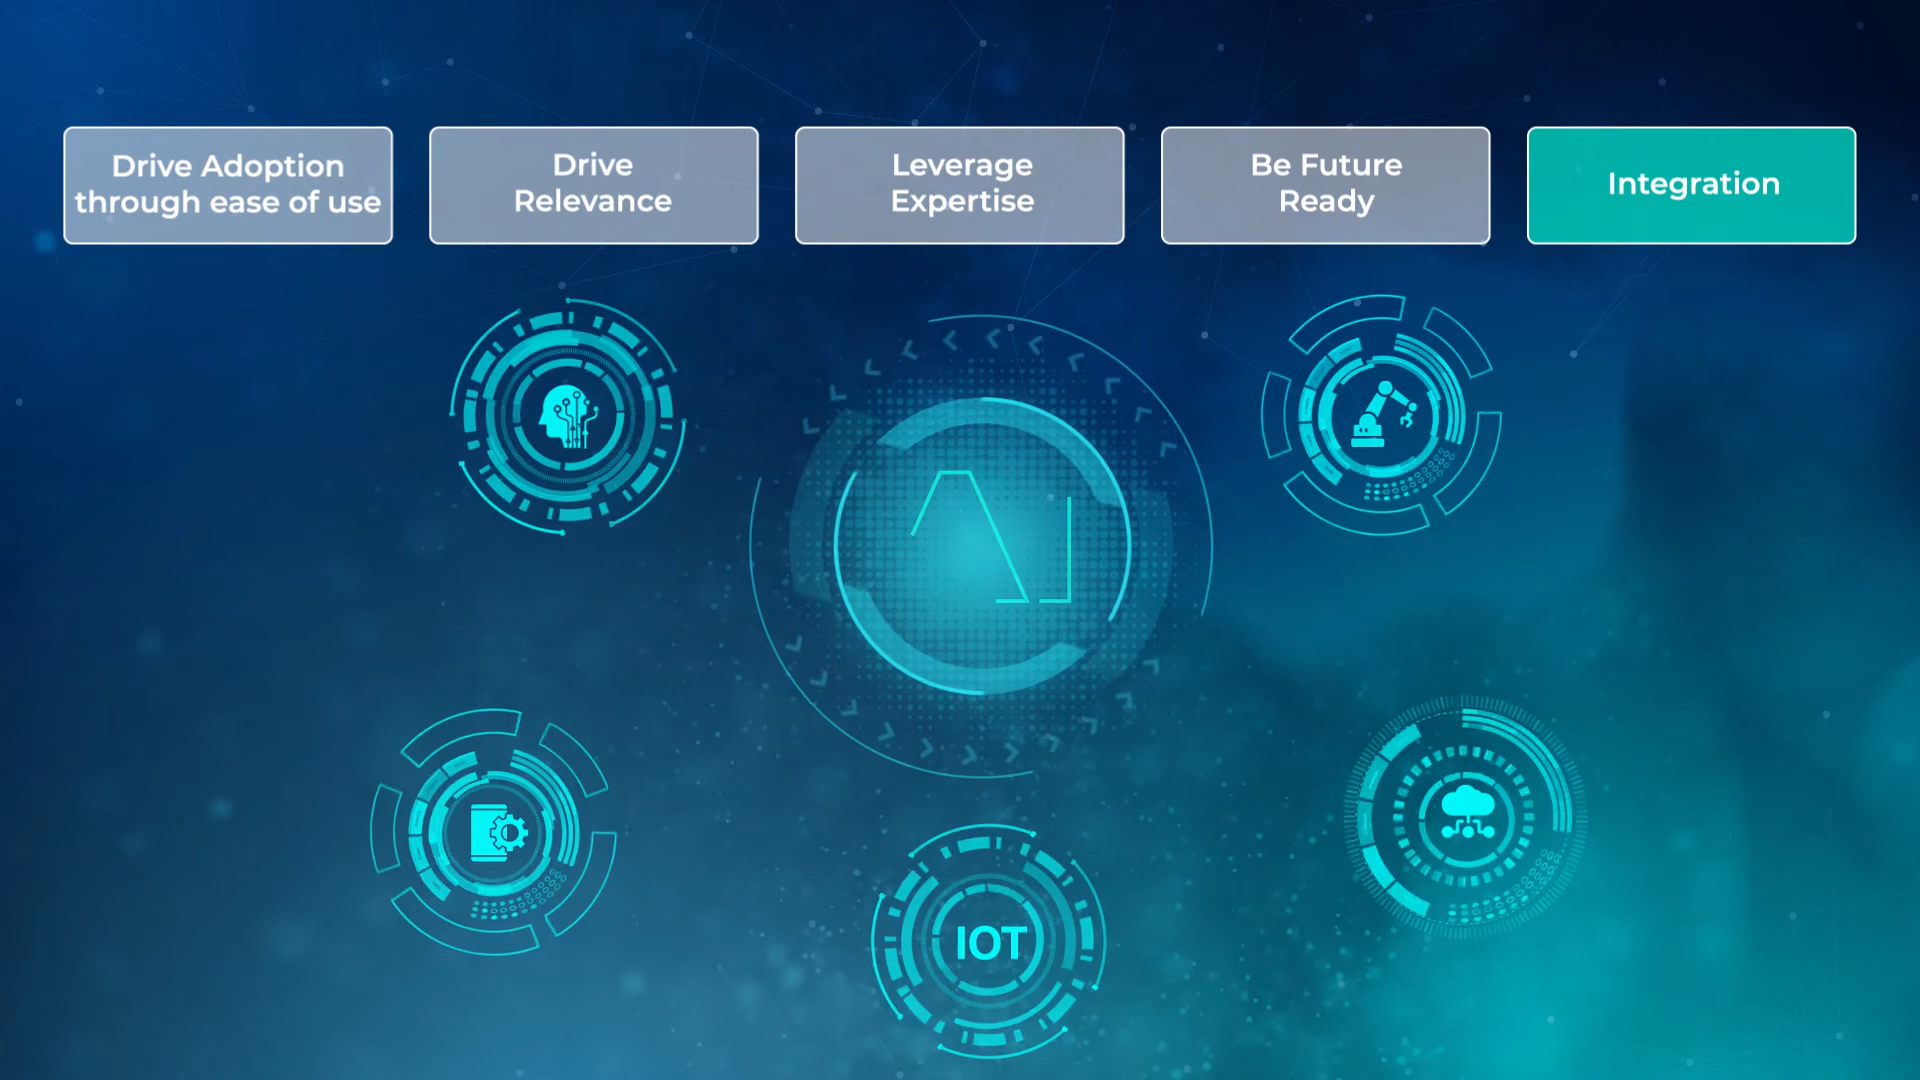 Drive Adoption
through ease of use
Drive
Relevance
Leverage
Expertise
Be Future
Ready
Integration
AI
IOT